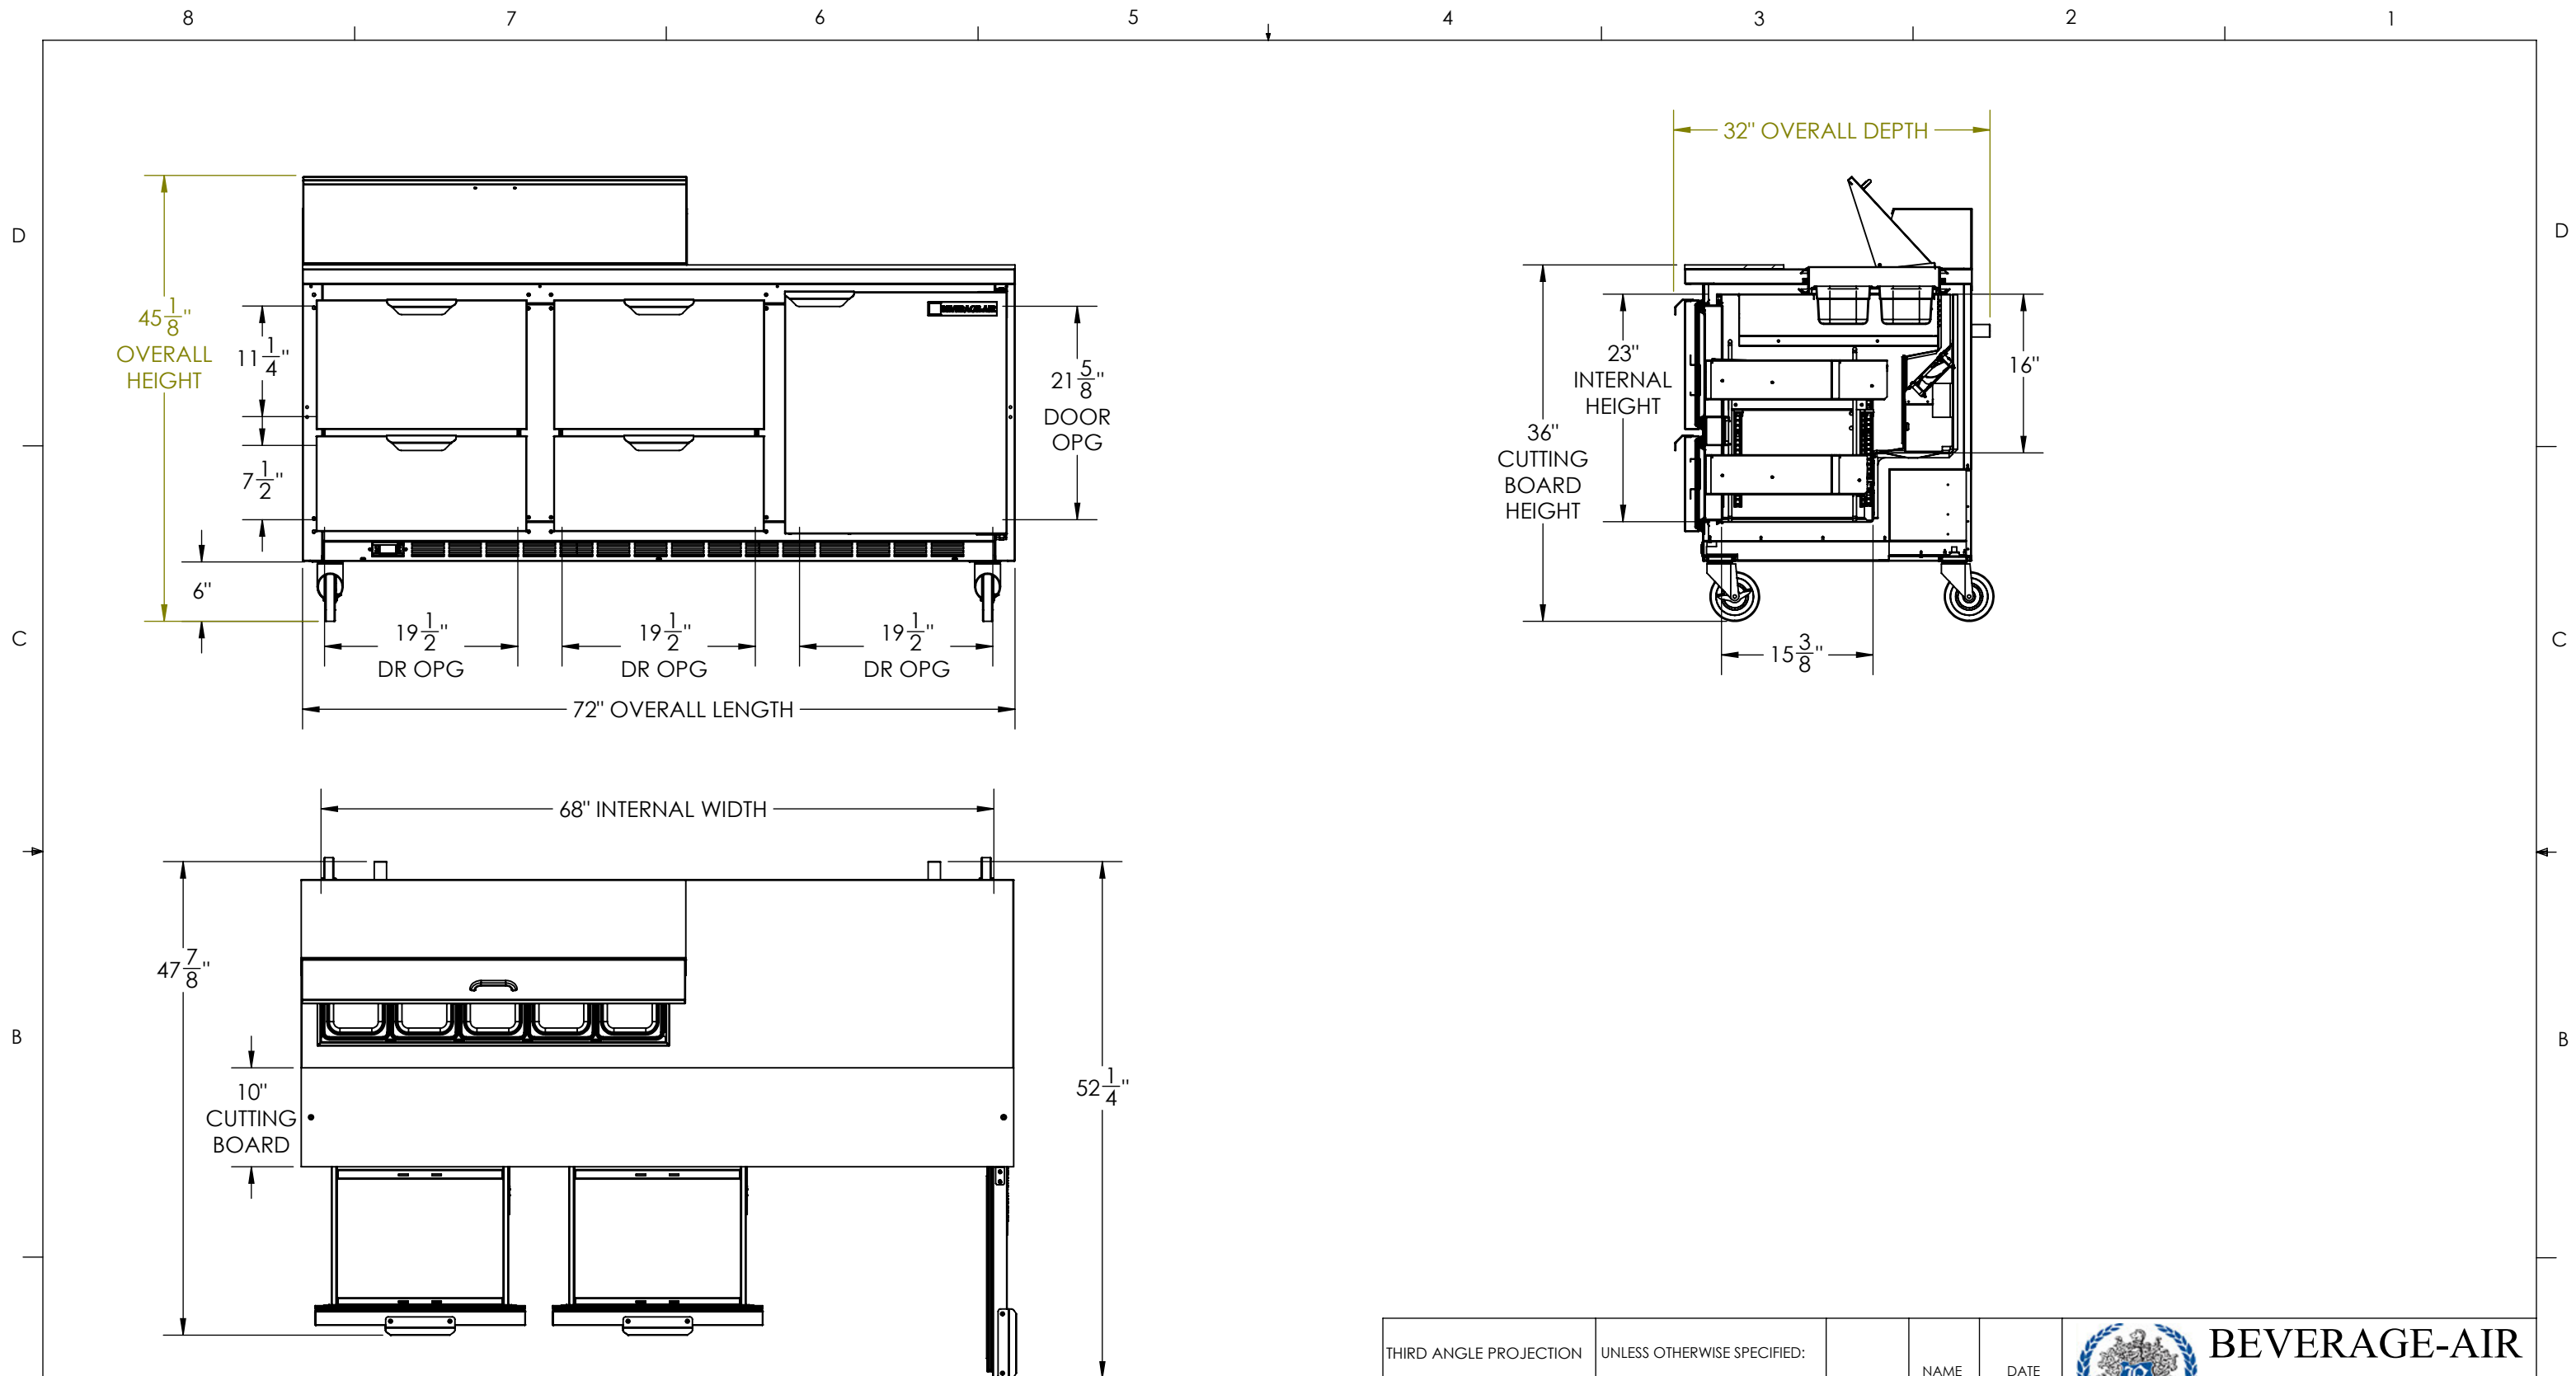 8 7 6 5 4 3 2 1
D
D
45 1/8"
OVERALL
HEIGHT
11 1/4"
7 1/2"
6"
BEVERAGE-AIR
21 5/8"
DOOR
OPG
19 1/2"
DR OPG
19 1/2"
DR OPG
19 1/2"
DR OPG
72" OVERALL LENGTH
32" OVERALL DEPTH
23"
INTERNAL
HEIGHT
36"
CUTTING
BOARD
HEIGHT
16"
15 3/8"
C
C
68" INTERNAL WIDTH
47 7/8"
10"
CUTTING
BOARD
52 1/4"
B
B
THIRD ANGLE PROJECTION
UNLESS OTHERWISE SPECIFIED:
NAME
DATE
BEVERAGE-AIR